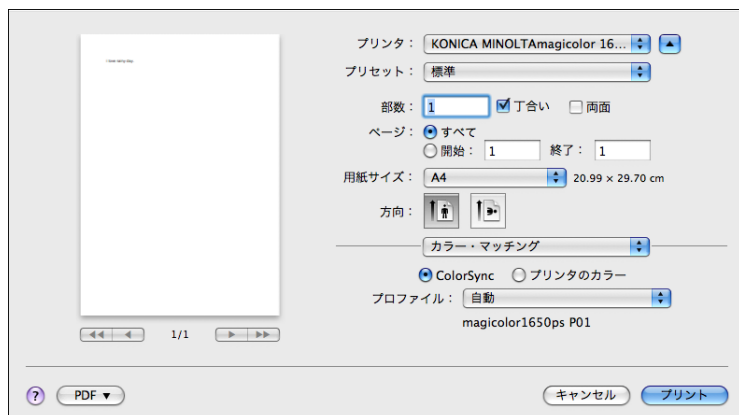 プリンタ： KONICA MINOLTAmagicolor 16...
プリセット： 標準
部数： 1 丁合い 両面
ページ： すべて
開始： 1 終了： 1
用紙サイズ： A4 20.99 × 29.70 cm
方向：
カラー・マッチング
ColorSync プリンタのカラー
プロファイル： 自動
magicolor1650ps P01
1/1
? PDF ▼ キャンセル プリント